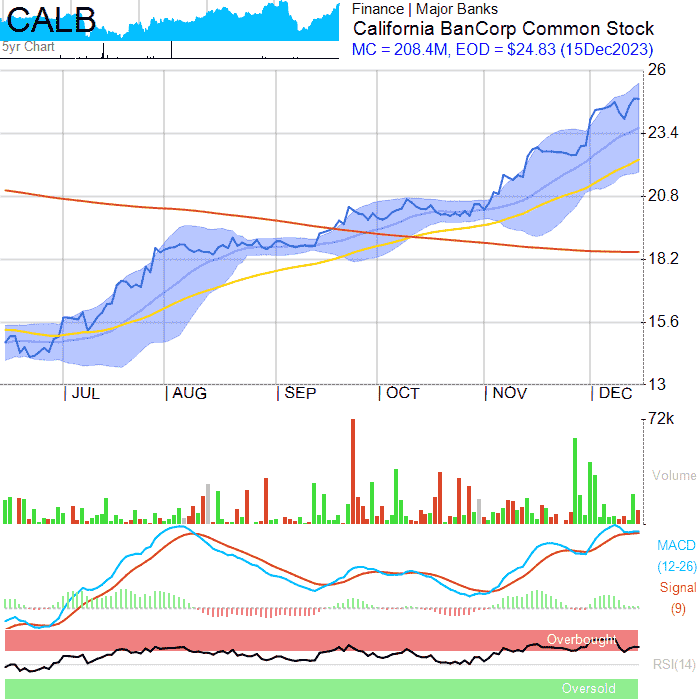 CALB
5yr Chart
Finance | Major Banks
California BanCorp Common Stock
MC = 208.4M, EOD = $24.83 (15Dec2023)
26
23.4
20.8
18.2
15.6
13
JUL AUG SEP OCT NOV DEC
72k
Volume
MACD
(12-26)
Signal
(9)
Overbought
RSI(14)
Oversold